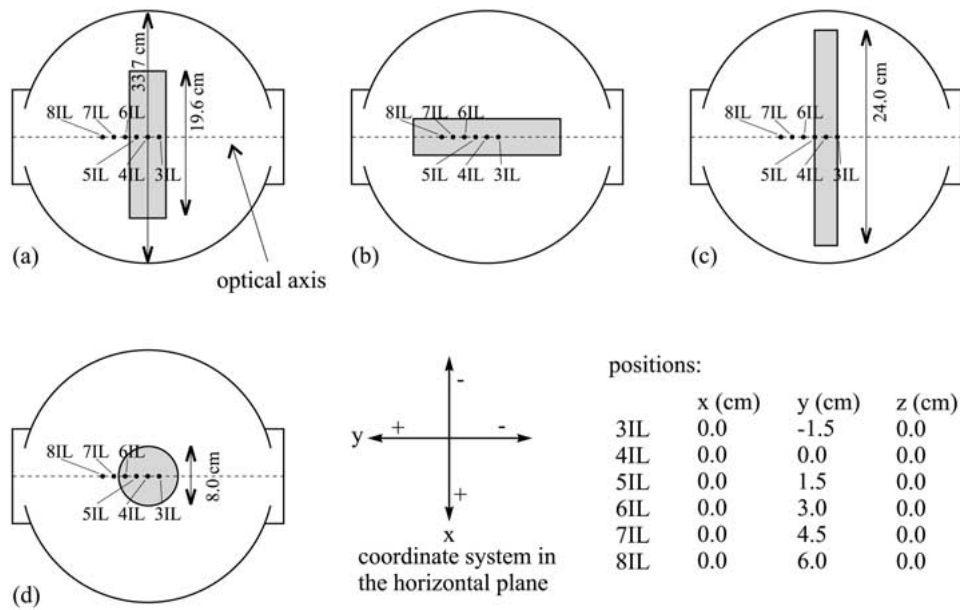 33.7 cm
19.6 cm
8IL 7IL 6IL
5IL 4IL 3IL
(a)
optical axis
8IL 7IL 6IL
5IL 4IL 3IL
(b)
24.0 cm
8IL 7IL 6IL
5IL 4IL 3IL
(c)
8.0 cm
8IL 7IL 6IL
5IL 4IL 3IL
(d)
-
y + -
+
x
coordinate system in
the horizontal plane
positions:
x (cm) y (cm) z (cm)
3IL 0.0 -1.5 0.0
4IL 0.0 0.0 0.0
5IL 0.0 1.5 0.0
6IL 0.0 3.0 0.0
7IL 0.0 4.5 0.0
8IL 0.0 6.0 0.0